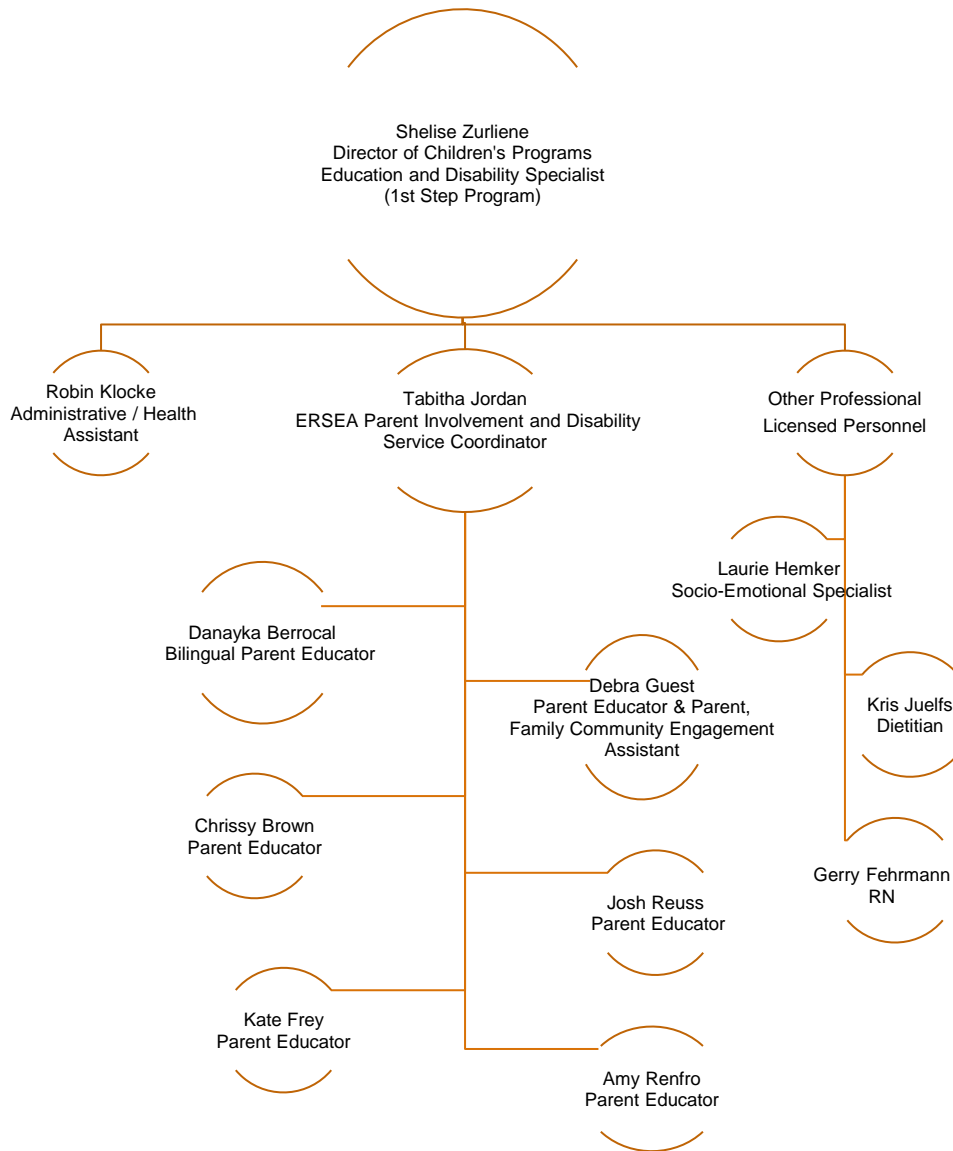 Shelise Zurliene
Director of Children's Programs
Education and Disability Specialist
(1st Step Program)
Robin Klocke
Administrative / Health
Assistant
Tabitha Jordan
ERSEA Parent Involvement and Disability
Service Coordinator
Other Professional
Licensed Personnel
Laurie Hemker
Socio-Emotional Specialist
Danayka Berrocal
Bilingual Parent Educator
Debra Guest
Parent Educator & Parent,
Family Community Engagement
Assistant
Kris Juelfs
Dietitian
Chrissy Brown
Parent Educator
Gerry Fehrmann
RN
Josh Reuss
Parent Educator
Kate Frey
Parent Educator
Amy Renfro
Parent Educator